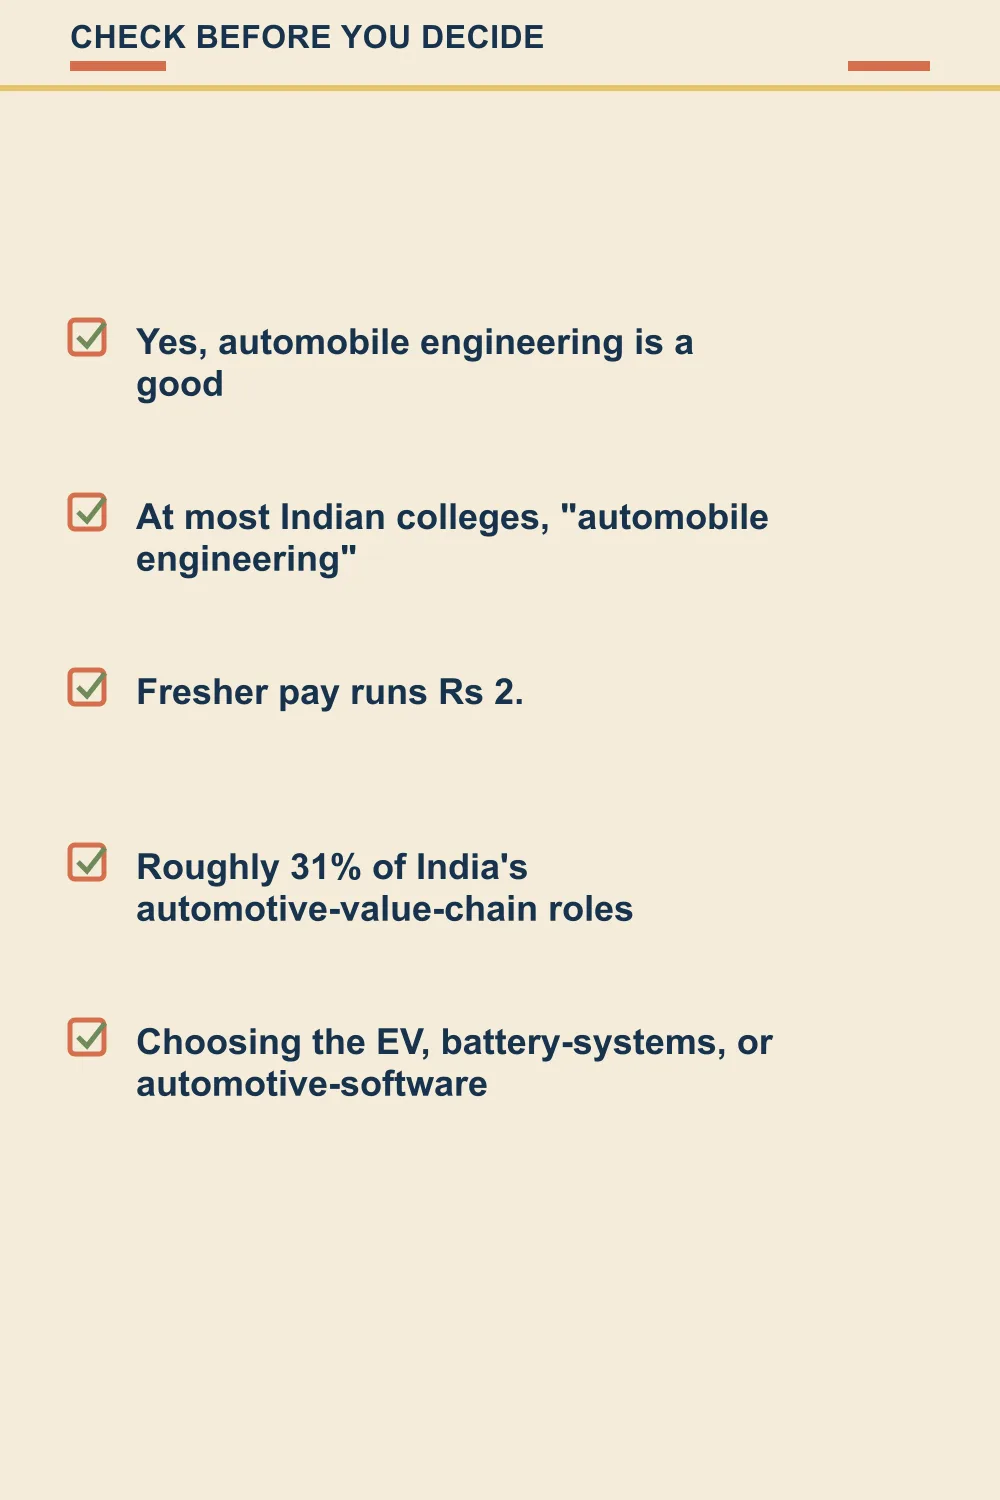 CHECK BEFORE YOU DECIDE
Yes, automobile engineering is a
good
At most Indian colleges, "automobile
engineering"
Fresher pay runs Rs 2.
Roughly 31% of India's
automotive-value-chain roles
Choosing the EV, battery-systems, or
automotive-software